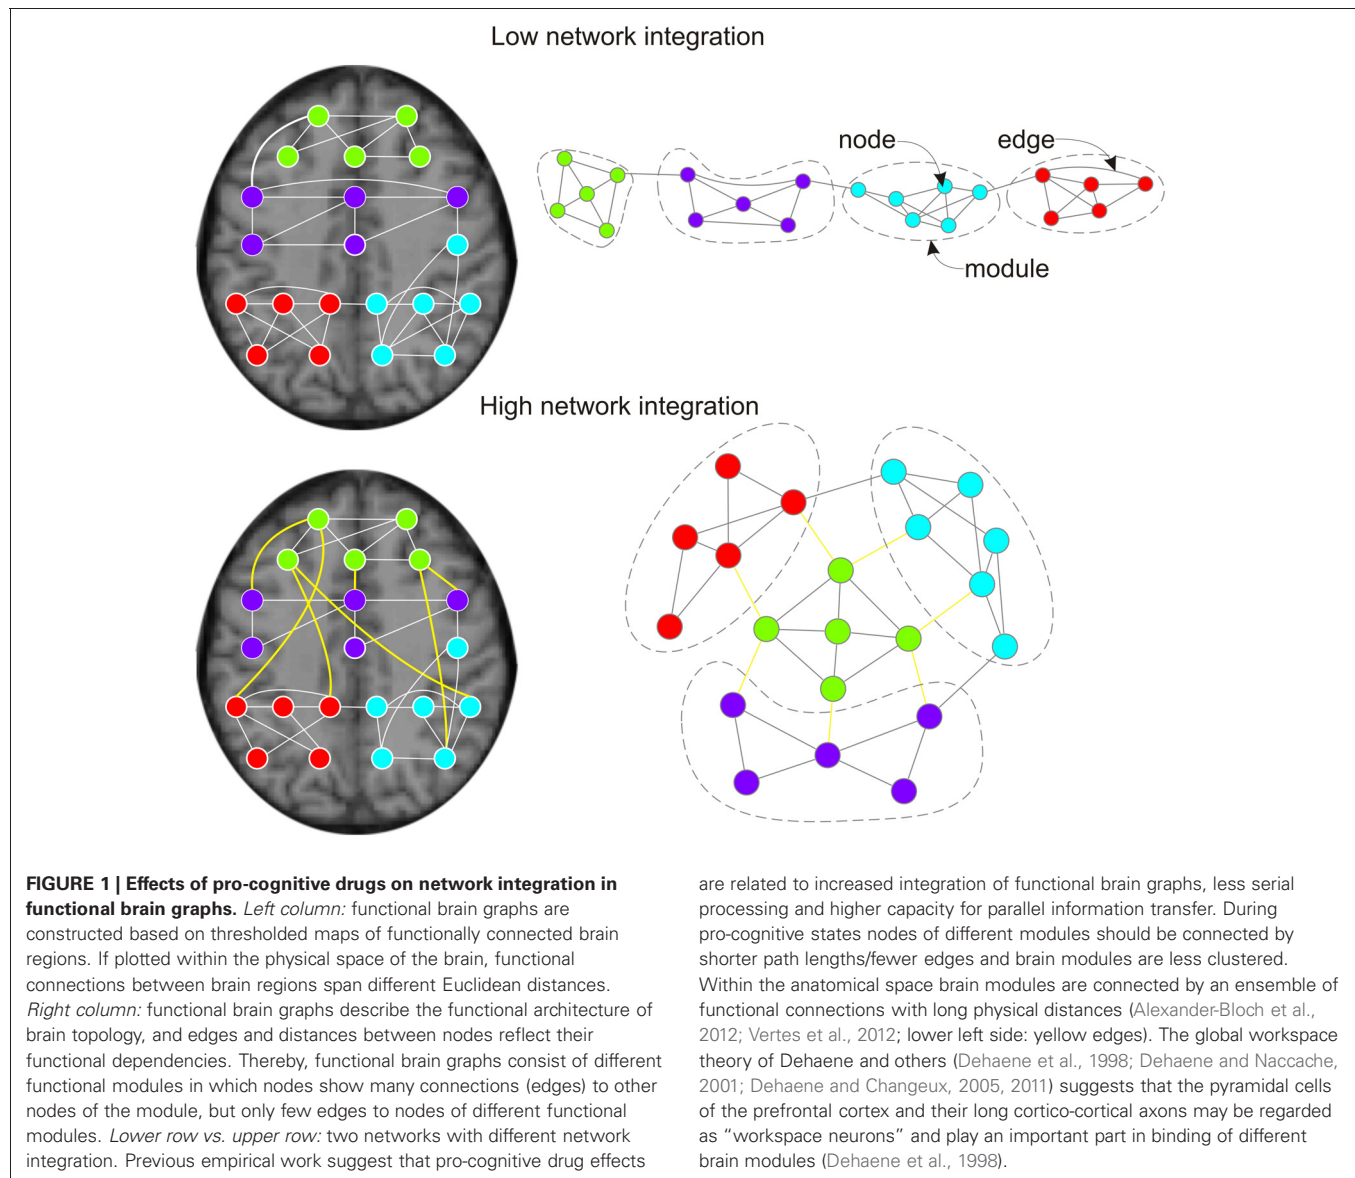 Low network integration
node
edge
module
High network integration
FIGURE 1 | Effects of pro-cognitive drugs on network integration in
functional brain graphs. Left column: functional brain graphs are
constructed based on thresholded maps of functionally connected brain
regions. If plotted within the physical space of the brain, functional
connections between brain regions span different Euclidean distances.
Right column: functional brain graphs describe the functional architecture of
brain topology, and edges and distances between nodes reflect their
functional dependencies. Thereby, functional brain graphs consist of different
functional modules in which nodes show many connections (edges) to other
nodes of the module, but only few edges to nodes of different functional
modules. Lower row vs. upper row: two networks with different network
integration. Previous empirical work suggest that pro-cognitive drug effects
are related to increased integration of functional brain graphs, less serial
processing and higher capacity for parallel information transfer. During
pro-cognitive states nodes of different modules should be connected by
shorter path lengths/fewer edges and brain modules are less clustered.
Within the anatomical space brain modules are connected by an ensemble of
functional connections with long physical distances (Alexander-Bloch et al.,
2012; Vertes et al., 2012; lower left side: yellow edges). The global workspace
theory of Dehaene and others (Dehaene et al., 1998; Dehaene and Naccache,
2001; Dehaene and Changeux, 2005, 2011) suggests that the pyramidal cells
of the prefrontal cortex and their long cortico-cortical axons may be regarded
as “workspace neurons” and play an important part in binding of different
brain modules (Dehaene et al., 1998).